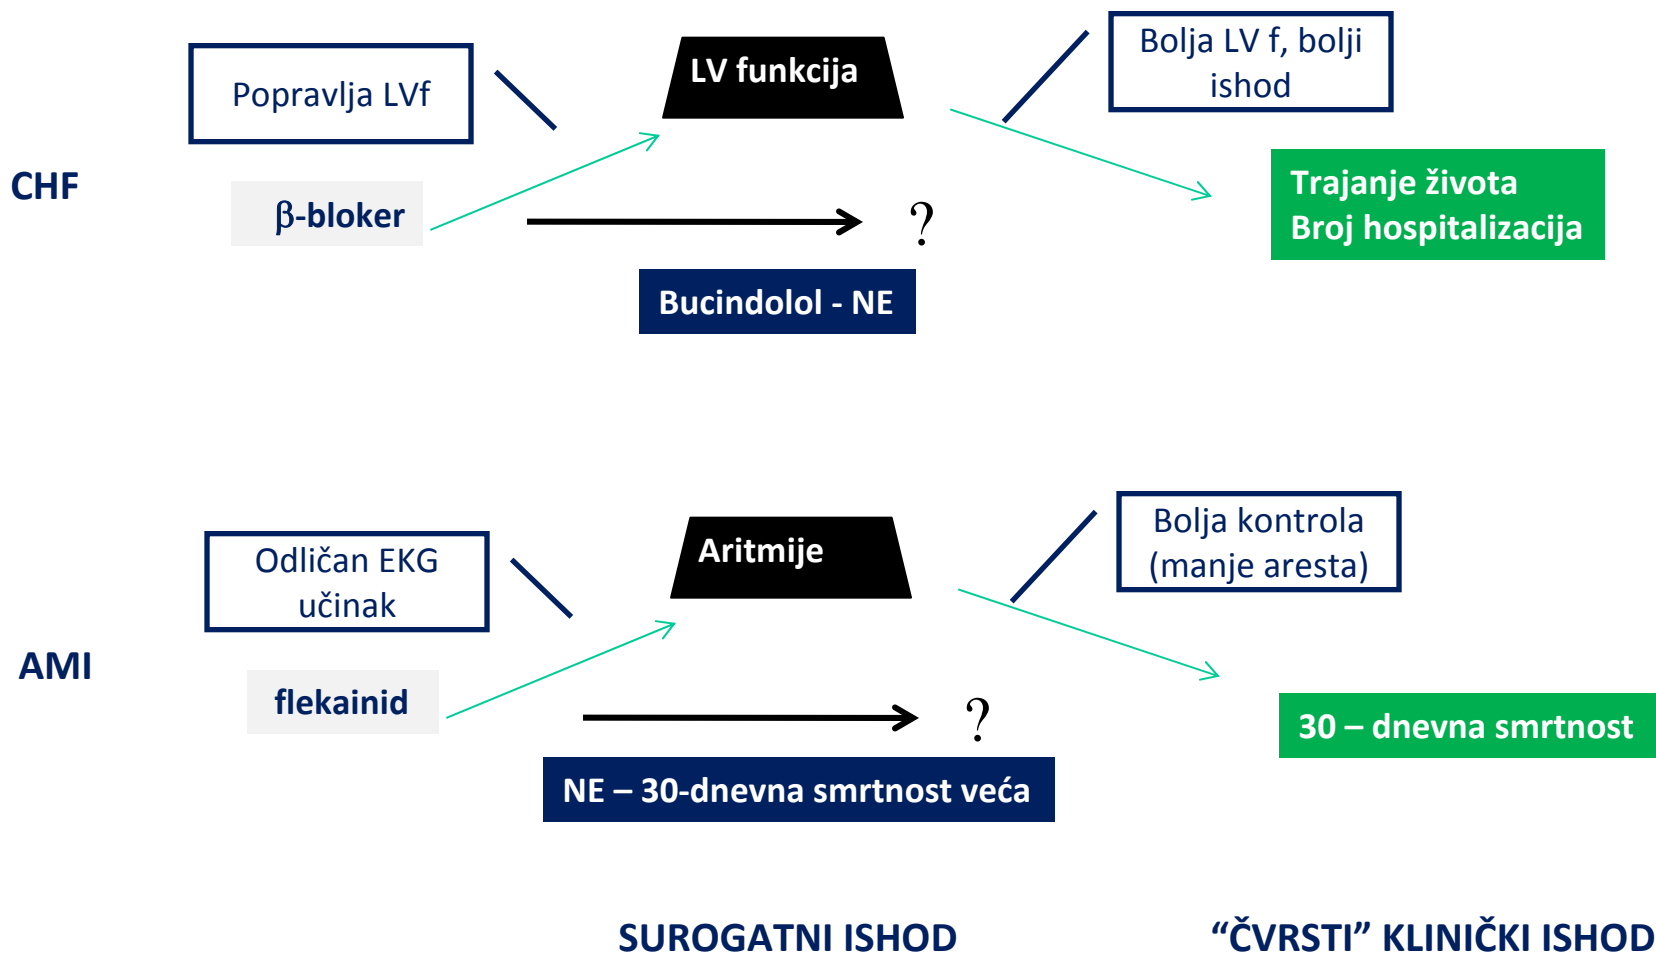 Popravlja LVf
LV funkcija
Bolja LV f, bolji
ishod
CHF
β-bloker
?
Trajanje života
Broj hospitalizacija
Bucindolol - NE
Odličan EKG
učinak
Aritmije
Bolja kontrola
(manje aresta)
AMI
flekainid
?
30 – dnevna smrtnost
NE – 30-dnevna smrtnost veća
SUROGATNI ISHOD
“ČVRSTI” KLINIČKI ISHOD